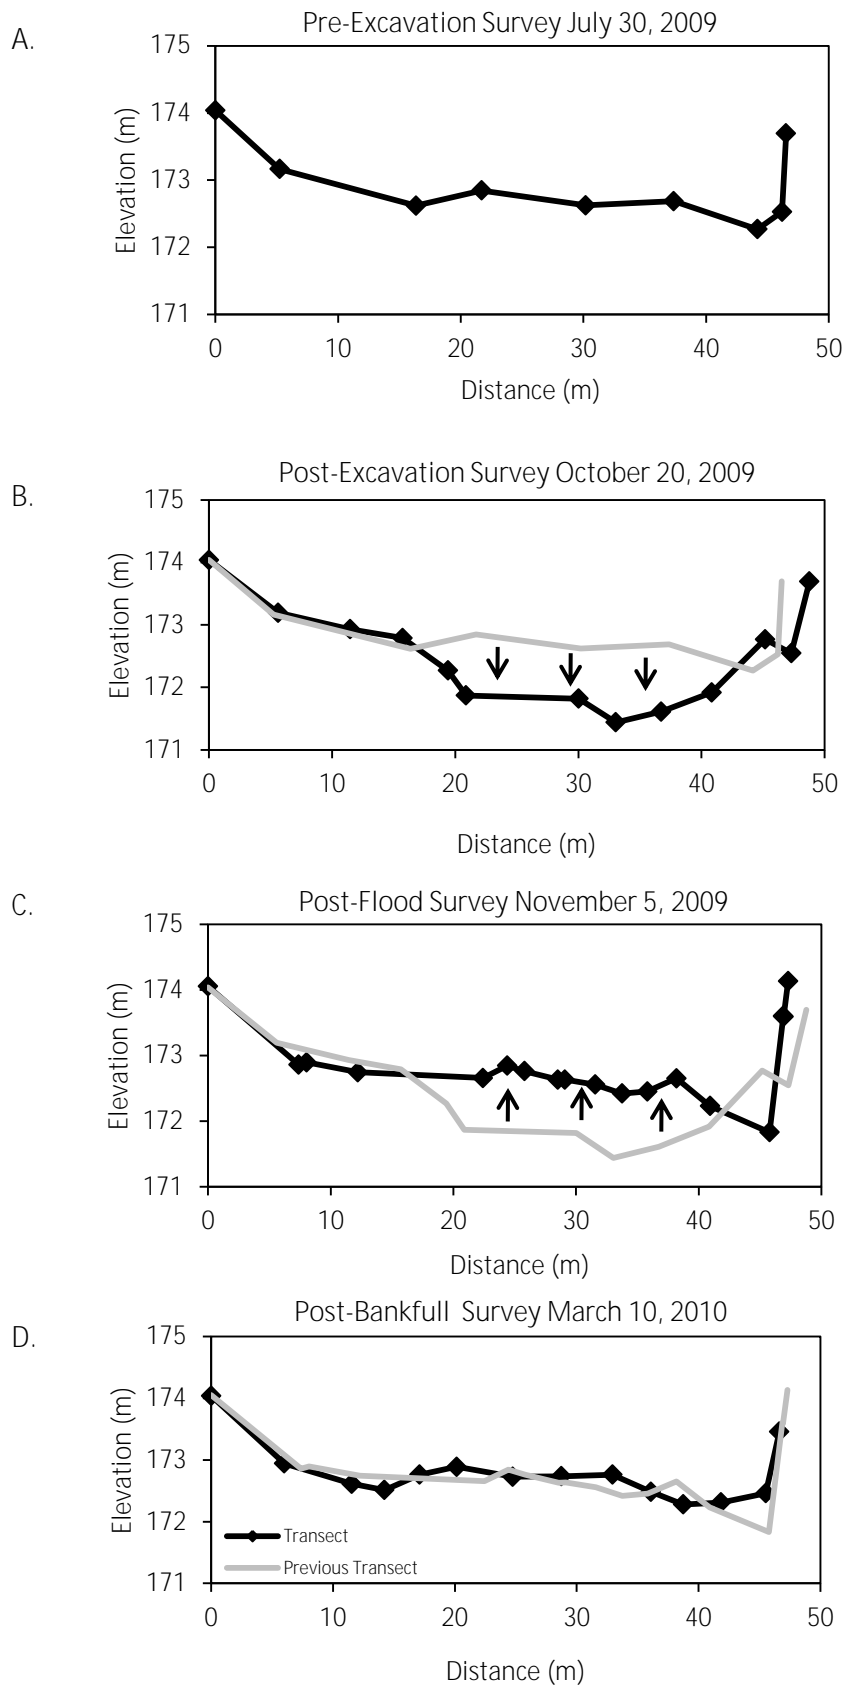 A.
Pre-Excavation Survey July 30, 2009
175
174
173
172
171
Elevation (m)
0 10 20 30 40 50
Distance (m)
B.
Post-Excavation Survey October 20, 2009
175
174
173
172
171
Elevation (m)
0 10 20 30 40 50
Distance (m)
C.
Post-Flood Survey November 5, 2009
175
174
173
172
171
Elevation (m)
0 10 20 30 40 50
Distance (m)
D.
Post-Bankfull Survey March 10, 2010
175
174
173
172
171
Elevation (m)
Transect
Previous Transect
0 10 20 30 40 50
Distance (m)